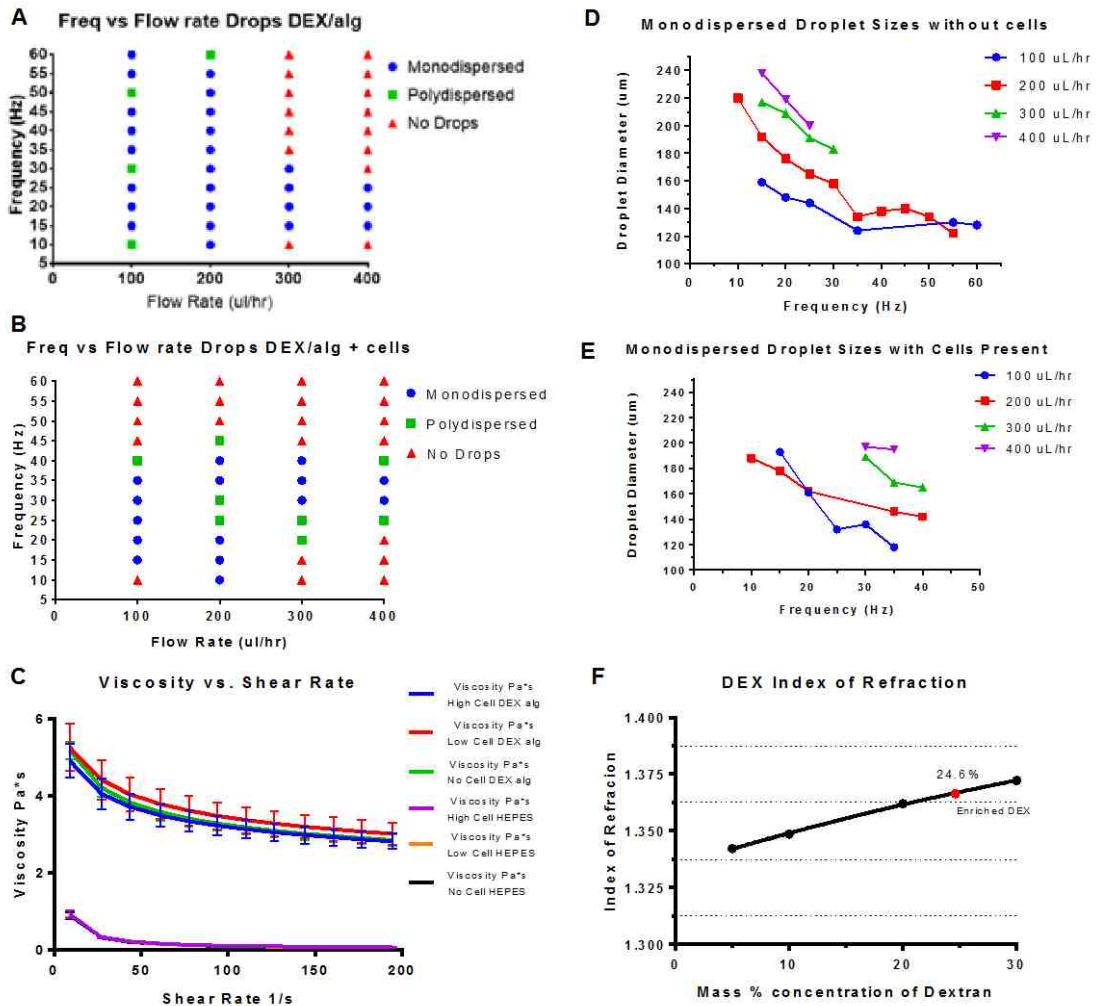 A
Freq vs Flow rate Drops DEX/alg
Frequency (Hz)
60
55
50
45
40
35
30
25
20
15
10
5
0
100
200
300
400
Flow Rate (ul/hr)
Monodispersed
Polydispersed
No Drops
B
Freq vs Flow rate Drops DEX/alg + cells
Frequency (Hz)
60
55
50
45
40
35
30
25
20
15
10
5
0
100
200
300
400
Flow Rate (ul/hr)
Monodispersed
Polydispersed
No Drops
C
Viscosity vs. Shear Rate
Viscosity Pa*s
6
4
2
0
0
50
100
150
200
Shear Rate 1/s
Viscosity Pa*s
High Cell DEX alg
Viscosity Pa*s
Low Cell DEX alg
Viscosity Pa*s
No Cell DEX alg
Viscosity Pa*s
High Cell HEPES
Viscosity Pa*s
Low Cell HEPES
Viscosity Pa*s
No Cell HEPES
D
Monodispersed Droplet Sizes without cells
Droplet Diameter (um)
240
220
200
180
160
140
120
100
0
10
20
30
40
50
60
Frequency (Hz)
100 uL/hr
200 uL/hr
300 uL/hr
400 uL/hr
E
Monodispersed Droplet Sizes with Cells Present
Droplet Diameter (um)
250
240
220
200
180
160
140
120
100
0
10
20
30
40
50
Frequency (Hz)
100 uL/hr
200 uL/hr
300 uL/hr
400 uL/hr
F
DEX Index of Refraction
Index of Refracion
1.400
1.375
1.350
1.325
1.300
0
10
20
30
24.6%
Enriched DEX
Mass % concentration of Dextran